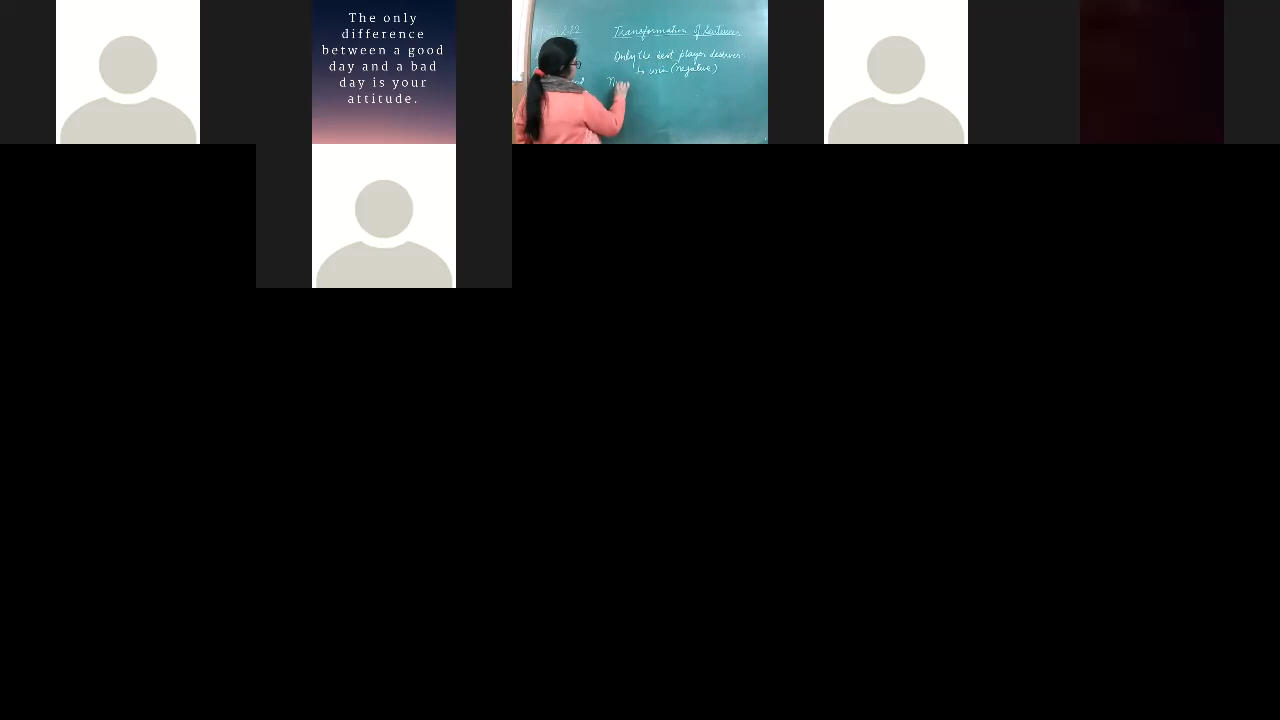 The only
difference
between a good
day and a bad
day is your
attitude.
Transformation of Sentences
Only the best player deserves
to win (negative)